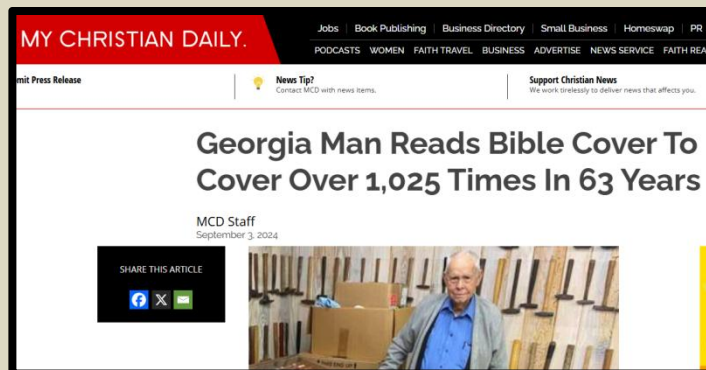 MY CHRISTIAN DAILY.
Jobs Book Publishing Business Directory Small Business Homeswap PR
PODCASTS WOMEN FAITH TRAVEL BUSINESS ADVERTISE NEWS SERVICE FAITH REA
mit Press Release
News Tip?
Contact MCD with news items.
Support Christian News
We work tirelessly to deliver news that affects you.
Georgia Man Reads Bible Cover To
Cover Over 1,025 Times In 63 Years
MCD Staff
September 3, 2024
SHARE THIS ARTICLE